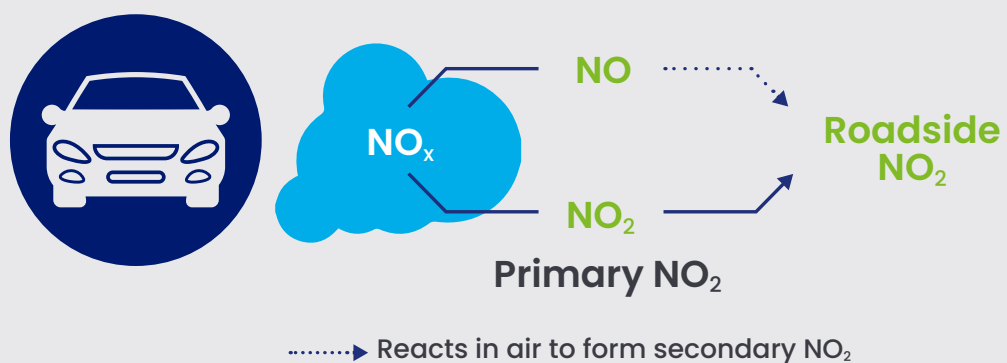 NO
NOₓ
Roadside
NO₂
NO₂
Primary NO₂
Reacts in air to form secondary NO₂